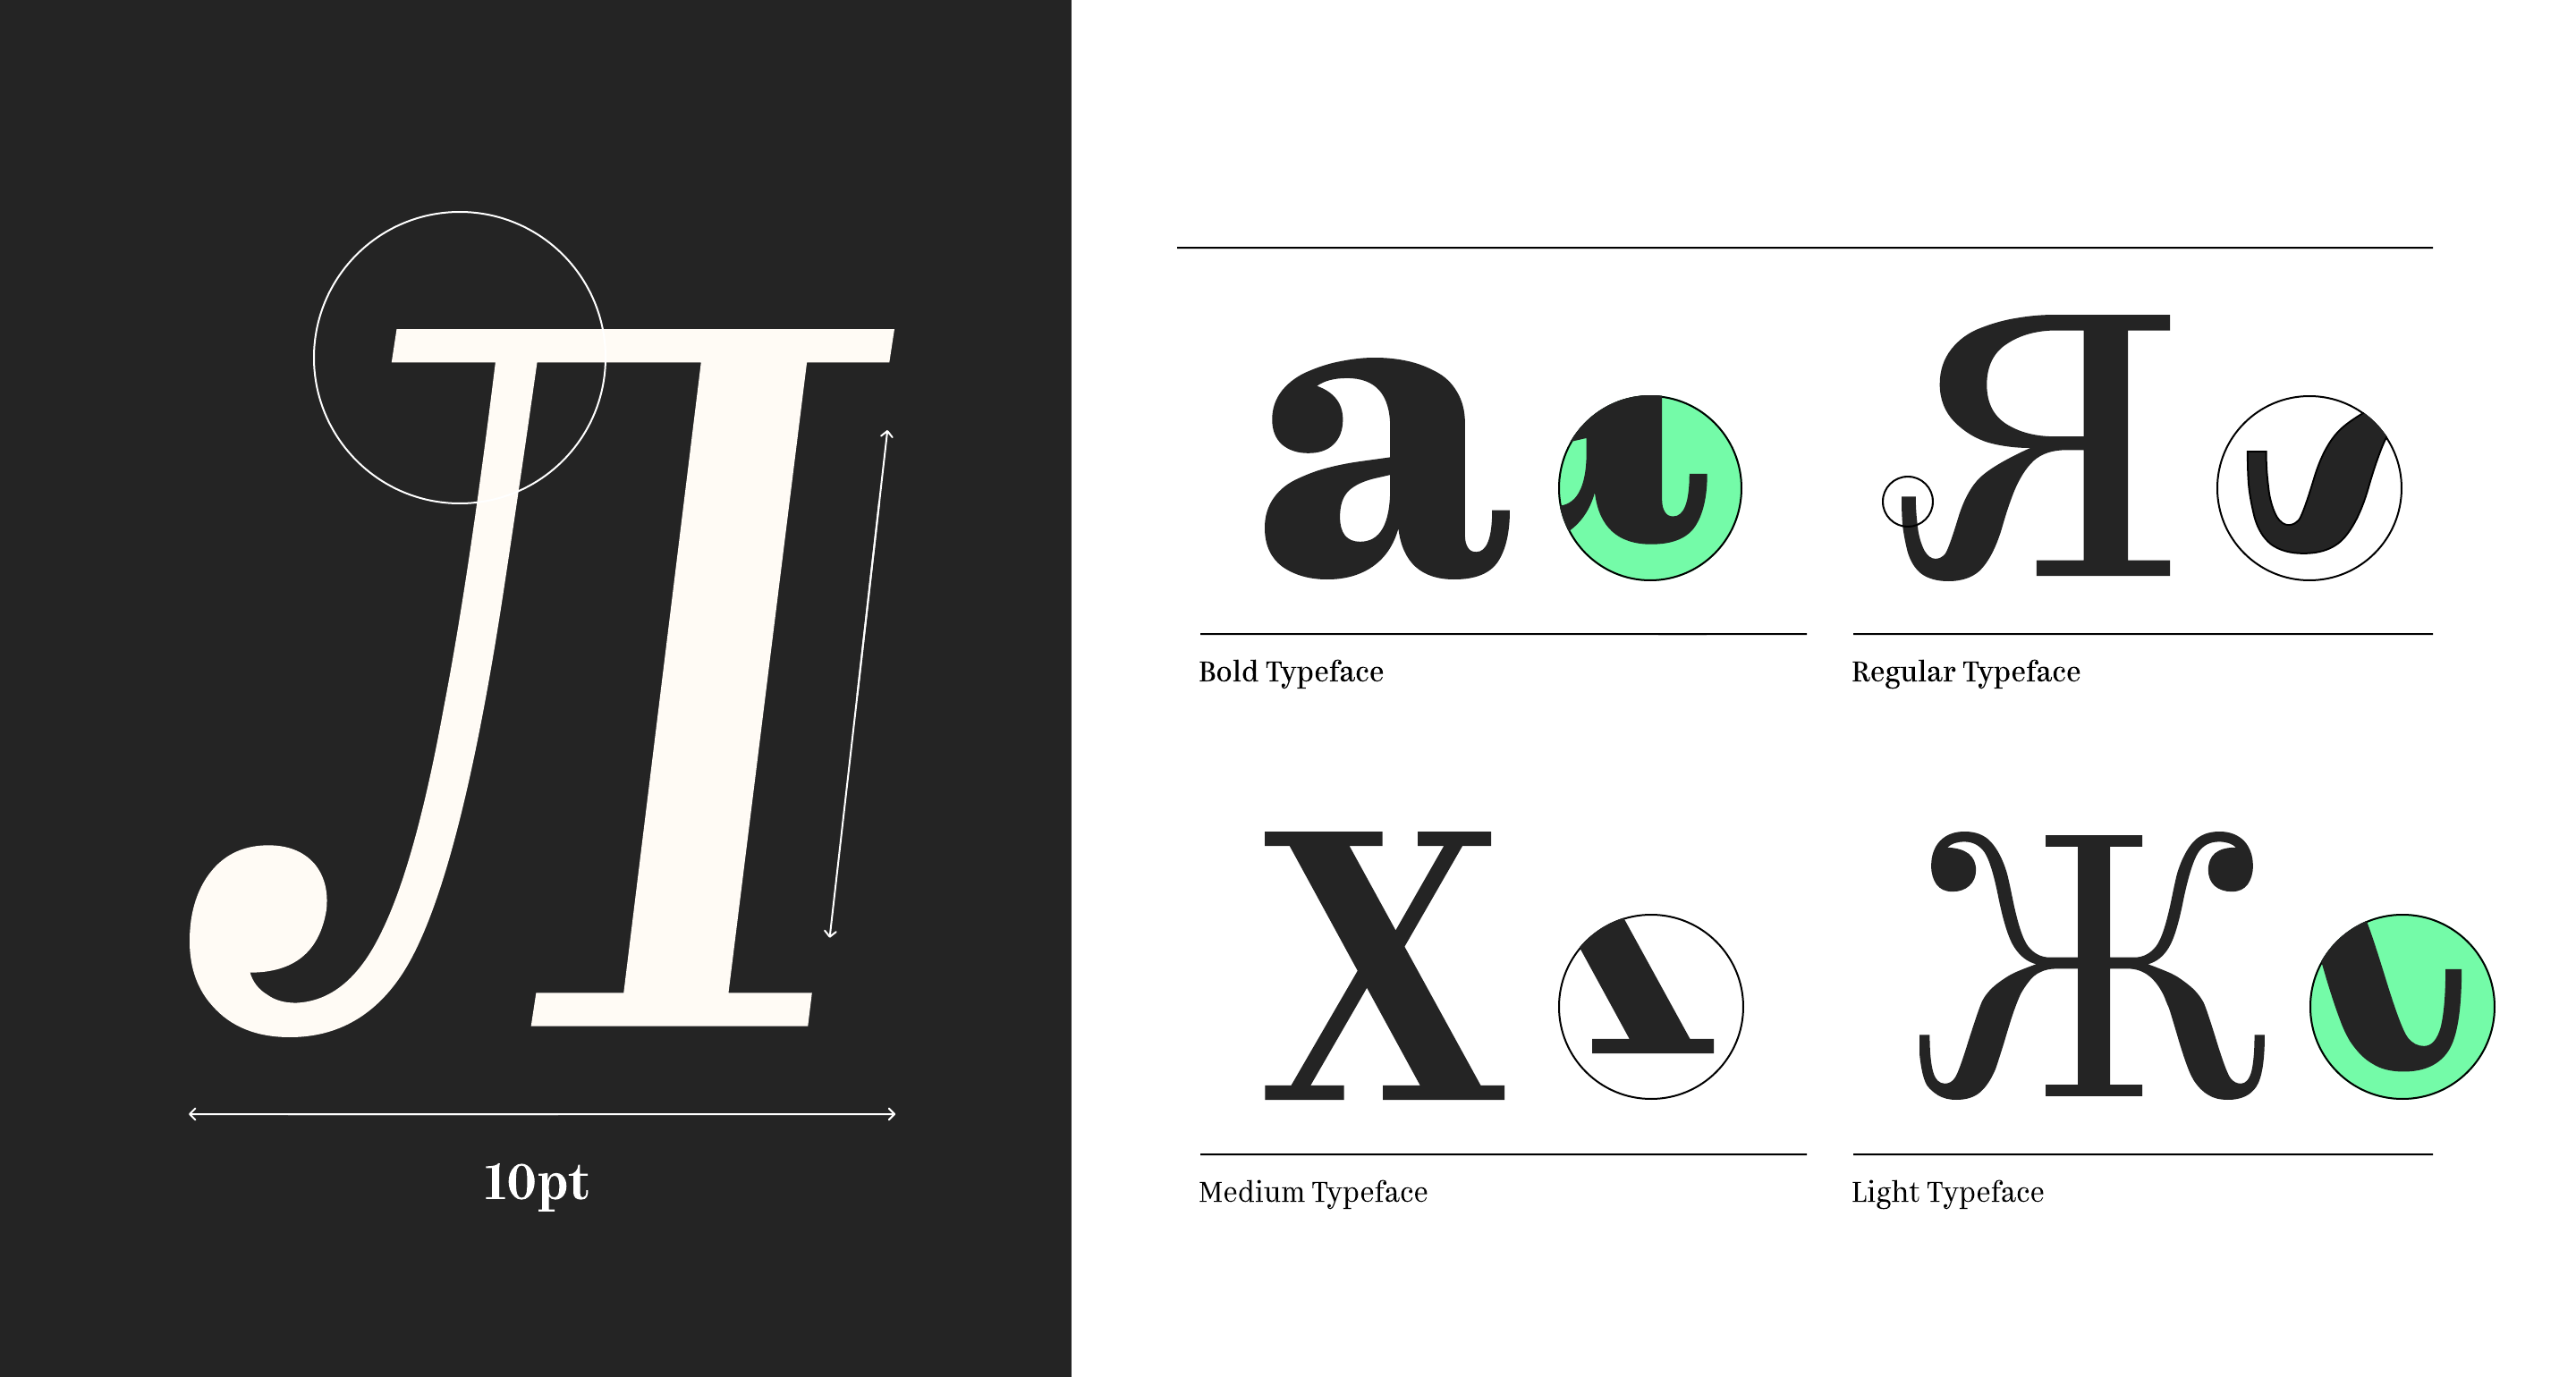 Л
10pt
a
Я
Bold Typeface
Regular Typeface
Х
Ж
Medium Typeface
Light Typeface